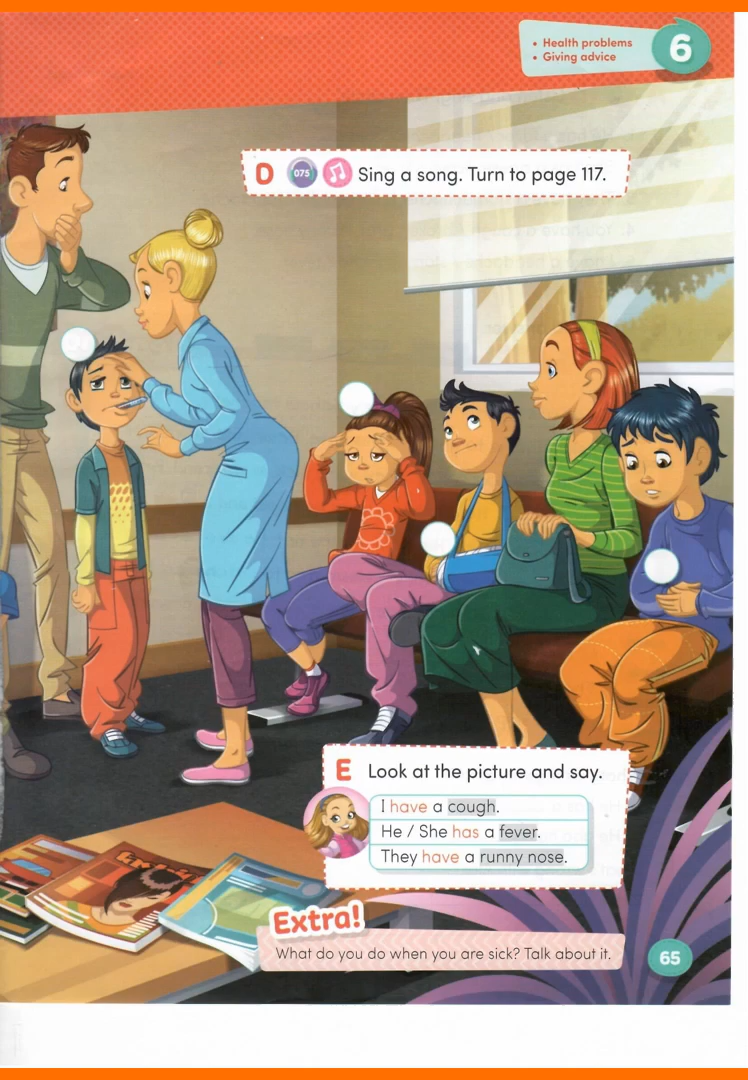 • Health problems
• Giving advice
6
D 075 Sing a song. Turn to page 117.
E Look at the picture and say.
I have a cough.
He / She has a fever.
They have a runny nose.
Extra!
What do you do when you are sick? Talk about it.
65